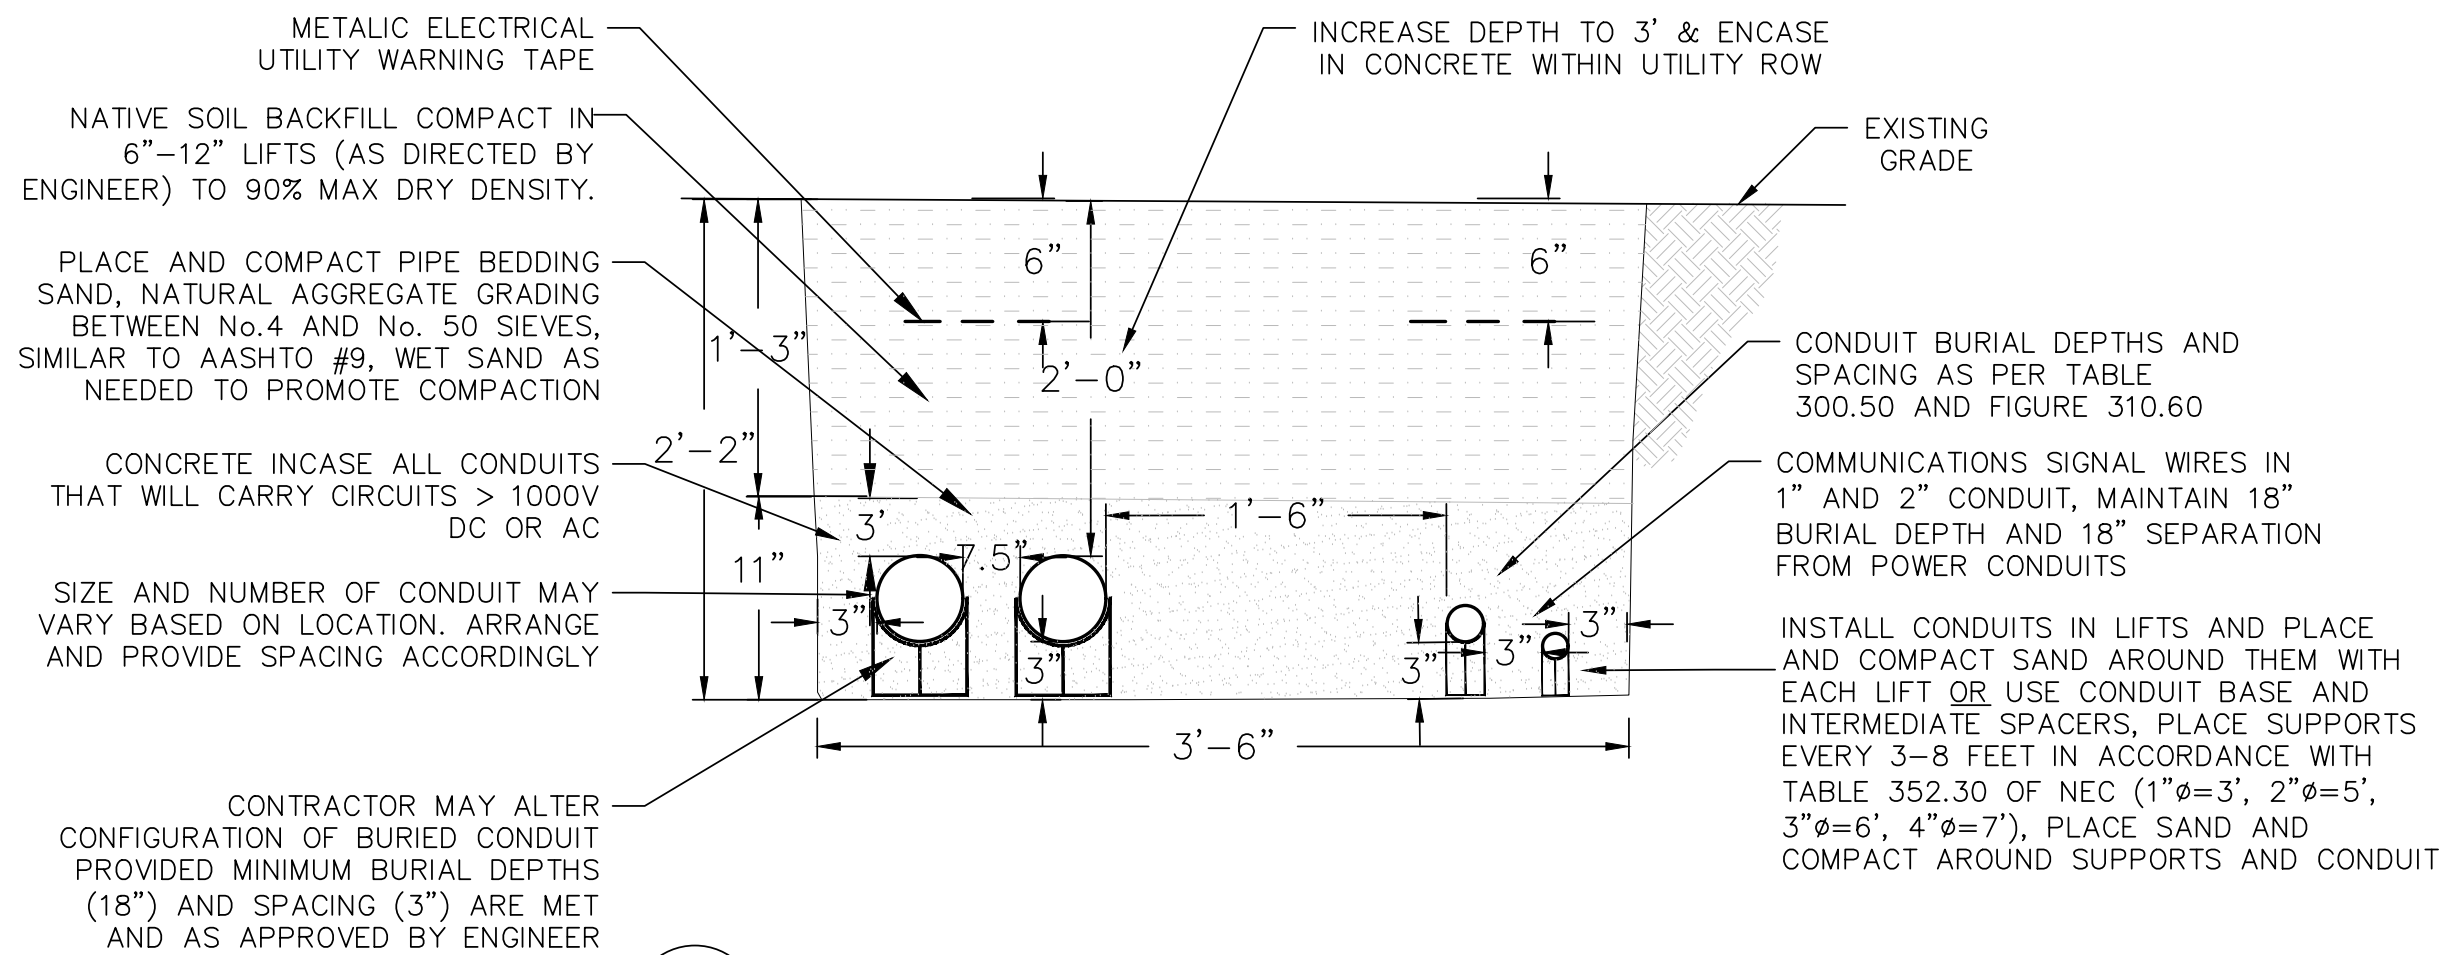 METALIC ELECTRICAL
UTILITY WARNING TAPE
NATIVE SOIL BACKFILL COMPACT IN
6"-12" LIFTS (AS DIRECTED BY
ENGINEER) TO 90% MAX DRY DENSITY.
PLACE AND COMPACT PIPE BEDDING
SAND, NATURAL AGGREGATE GRADING
BETWEEN No.4 AND No. 50 SIEVES,
SIMILAR TO AASHTO #9, WET SAND AS
NEEDED TO PROMOTE COMPACTION
CONCRETE INCASE ALL CONDUITS
THAT WILL CARRY CIRCUITS > 1000V
DC OR AC
SIZE AND NUMBER OF CONDUIT MAY
VARY BASED ON LOCATION. ARRANGE
AND PROVIDE SPACING ACCORDINGLY
CONTRACTOR MAY ALTER
CONFIGURATION OF BURIED CONDUIT
PROVIDED MINIMUM BURIAL DEPTHS
(18") AND SPACING (3") ARE MET
AND AS APPROVED BY ENGINEER
INCREASE DEPTH TO 3' & ENCASE
IN CONCRETE WITHIN UTILITY ROW
6"
6"
1'-3"
2'-0"
2'-2"
3'
1'-6"
7.5"
11"
3"
3"
3"
3"
3"
3'-6"
EXISTING
GRADE
CONDUIT BURIAL DEPTHS AND
SPACING AS PER TABLE
300.50 AND FIGURE 310.60
COMMUNICATIONS SIGNAL WIRES IN
1" AND 2" CONDUIT, MAINTAIN 18"
BURIAL DEPTH AND 18" SEPARATION
FROM POWER CONDUITS
INSTALL CONDUITS IN LIFTS AND PLACE
AND COMPACT SAND AROUND THEM WITH
EACH LIFT OR USE CONDUIT BASE AND
INTERMEDIATE SPACERS, PLACE SUPPORTS
EVERY 3-8 FEET IN ACCORDANCE WITH
TABLE 352.30 OF NEC (1"ø=3', 2"ø=5',
3"ø=6', 4"ø=7'), PLACE SAND AND
COMPACT AROUND SUPPORTS AND CONDUIT